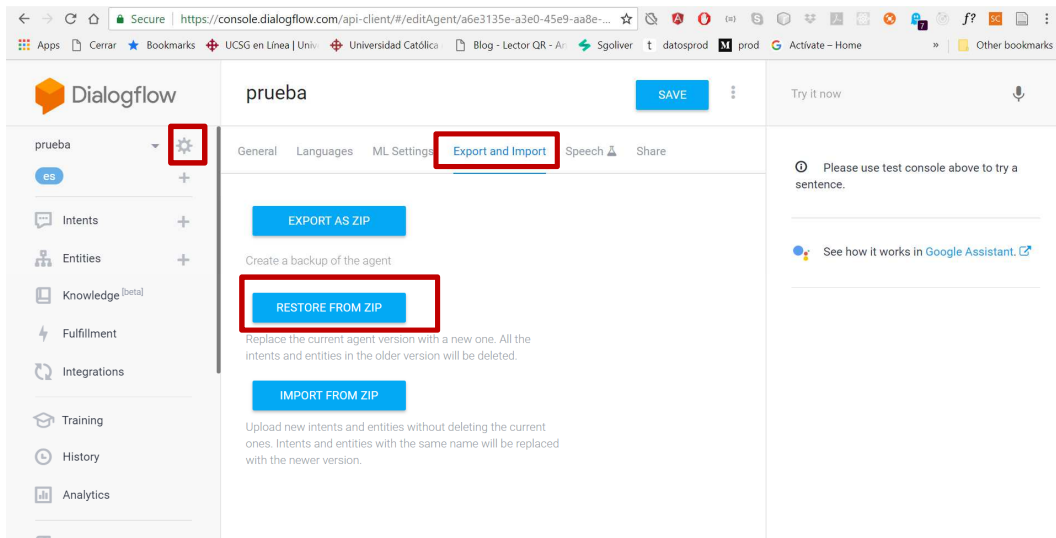 Secure | https://console.dialogflow.com/api-client/#/editAgent/a6e3135e-a3e0-45e9-aa8e-...
Apps Cerrar Bookmarks UCSG en Línea | Univ Universidad Católica Blog - Lector QR - An Sgoliver datosprod prod Activate – Home » Other bookmarks
Dialogflow
prueba
SAVE
Try it now
prueba
es
General Languages ML Settings Export and Import Speech Share
Please use test console above to try a
sentence.
See how it works in Google Assistant.
Intents
Entities
Knowledge [beta]
Fulfillment
Integrations
Training
History
Analytics
EXPORT AS ZIP
Create a backup of the agent
RESTORE FROM ZIP
Replace the current agent version with a new one. All the
intents and entities in the older version will be deleted.
IMPORT FROM ZIP
Upload new intents and entities without deleting the current
ones. Intents and entities with the same name will be replaced
with the newer version.